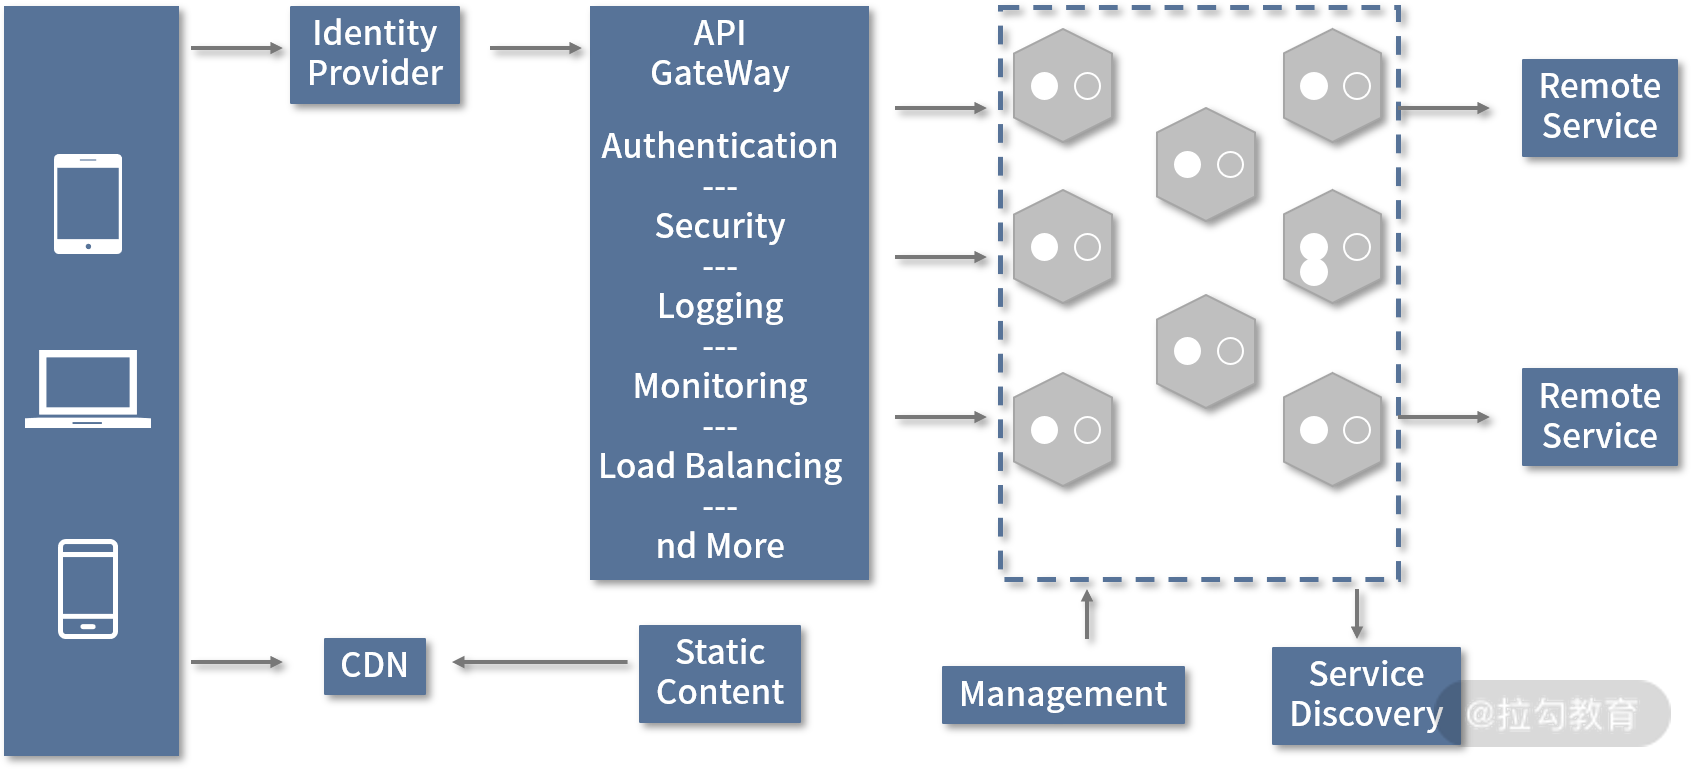 Identity
Provider
API
GateWay
Authentication
---
Security
---
Logging
---
Monitoring
---
Load Balancing
---
nd More
Remote
Service
Remote
Service
CDN
Static
Content
Management
Service
Discovery
@拉勾教育